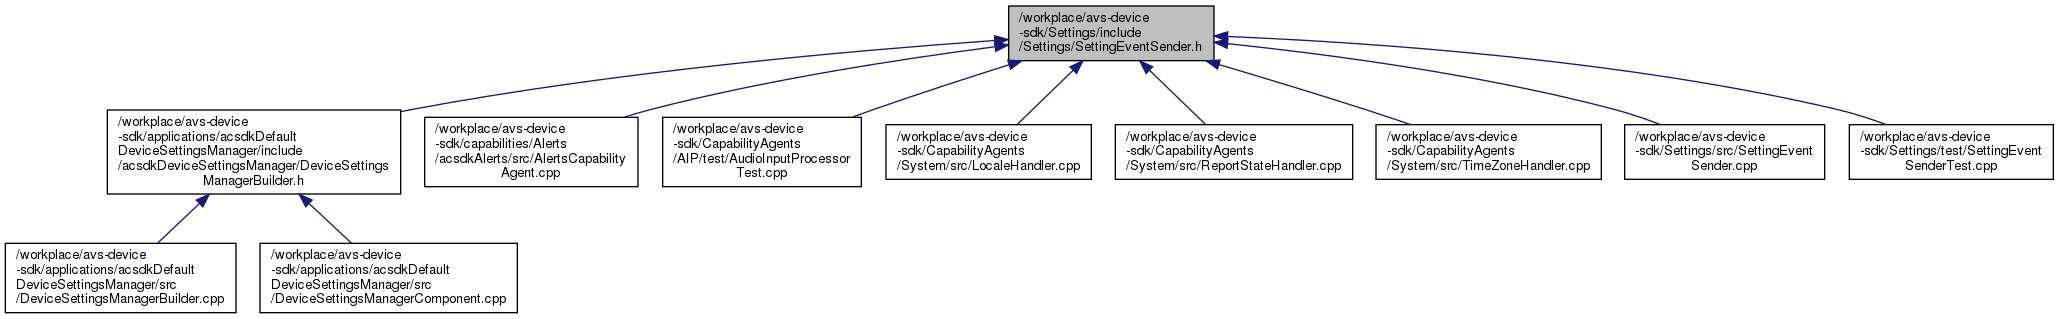 /workplace/avs-device
-sdk/Settings/include
/Settings/SettingEventSender.h
/workplace/avs-device
-sdk/applications/acsdkDefault
DeviceSettingsManager/include
/acsdkDeviceSettingsManager/DeviceSettings
ManagerBuilder.h
/workplace/avs-device
-sdk/capabilities/Alerts
/acsdkAlerts/src/AlertsCapability
Agent.cpp
/workplace/avs-device
-sdk/CapabilityAgents
/AIP/test/AudioInputProcessor
Test.cpp
/workplace/avs-device
-sdk/CapabilityAgents
/System/src/LocaleHandler.cpp
/workplace/avs-device
-sdk/CapabilityAgents
/System/src/ReportStateHandler.cpp
/workplace/avs-device
-sdk/CapabilityAgents
/System/src/TimeZoneHandler.cpp
/workplace/avs-device
-sdk/Settings/src/SettingEvent
Sender.cpp
/workplace/avs-device
-sdk/Settings/test/SettingEvent
SenderTest.cpp
/workplace/avs-device
-sdk/applications/acsdkDefault
DeviceSettingsManager/src
/DeviceSettingsManagerBuilder.cpp
/workplace/avs-device
-sdk/applications/acsdkDefault
DeviceSettingsManager/src
/DeviceSettingsManagerComponent.cpp